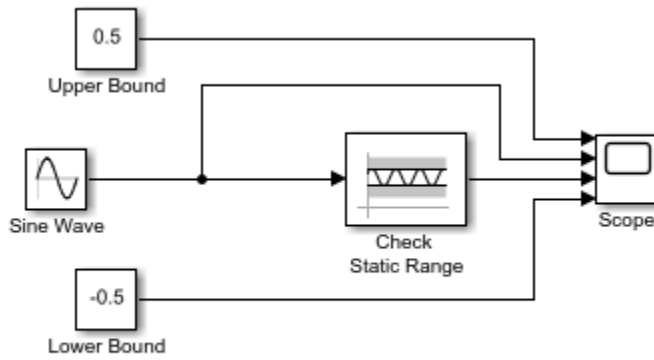 0.5
Upper Bound
Sine Wave
Check
Static Range
Scope
-0.5
Lower Bound